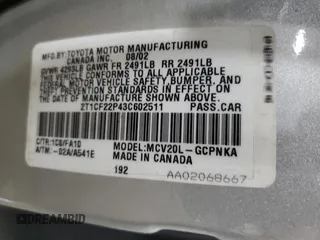 MFD.BY:TOYOTA MOTOR MANUFACTURING
CANADA INC. 08/02
GVWR 4293LB GAWR FR 2491LB RR 2491LB
THIS VEHICLE CONFORMS TO ALL APPLICABLE
FEDERAL MOTOR VEHICLE SAFETY,BUMPER, AND
THEFT PREVENTION STANDARDS IN EFFECT ON
THE DATE OF MANUFACTURE SHOWN ABOVE.
2T1CF22P43C602511 PASS.CAR
C/TR:1C8/FA10 MODEL:MCV20L-GCPNKA
A/TM:-02A/A541E MADE IN CANADA
192 AA02068667
DREAMBID